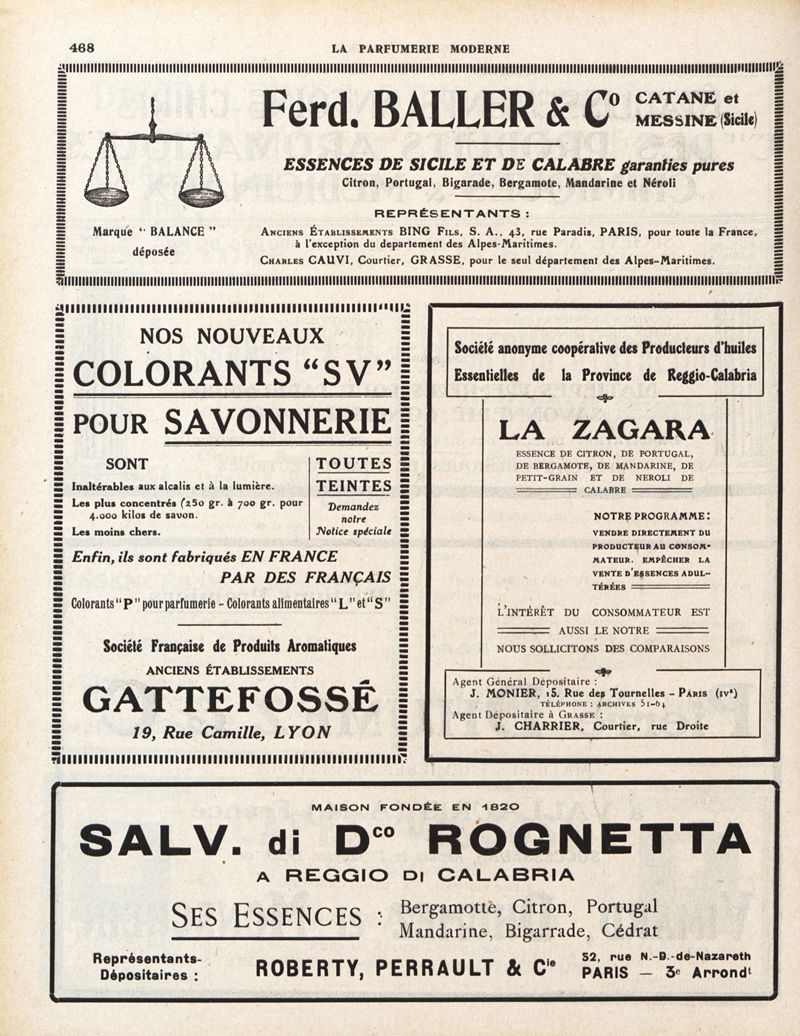 468
LA PARFUMERIE MODERNE
Ferd. BALLER & Cº
CATANE et
MESSINE (Sicile)
ESSENCES DE SICILE ET DE CALABRE garanties pures
Citron, Portugal, Bigarade, Bergamote, Mandarine et Néroli
REPRÉSENTANTS :
Marque “ BALANCE ”
déposée
ANCIENS ÉTABLISSEMENTS BING FILS, S. A., 43, rue Paradis, PARIS, pour toute la France,
à l'exception du departement des Alpes-Maritimes.
CHARLES CAUVI, Courtier, GRASSE, pour le seul département des Alpes-Maritimes.
NOS NOUVEAUX
COLORANTS “SV”
POUR SAVONNERIE
SONT
Inaltérables aux alcalis et à la lumière.
Les plus concentrés (250 gr. à 700 gr. pour
4.000 kilos de savon.
Les moins chers.
TOUTES
TEINTES
Demandez
notre
Notice spéciale
Enfin, ils sont fabriqués EN FRANCE
PAR DES FRANÇAIS
Colorants “P” pour parfumerie - Colorants alimentaires “L” et “S”
Société Française de Produits Aromatiques
ANCIENS ÉTABLISSEMENTS
GATTEFOSSÉ
19, Rue Camille, LYON
Société anonyme coopérative des Producteurs d'huiles
Essentielles de la Province de Reggio-Calabria
LA ZAGARA
ESSENCE DE CITRON, DE PORTUGAL,
DE BERGAMOTE, DE MANDARINE, DE
PETIT-GRAIN ET DE NEROLI DE
CALABRE
NOTRE PROGRAMME :
VENDRE DIRECTEMENT DU
PRODUCTEUR AU CONSOM-
MATEUR. EMPÊCHER LA
VENTE D'ESSENCES ADUL-
TÉRÉES
L'INTÉRÊT DU CONSOMMATEUR EST
AUSSI LE NOTRE
NOUS SOLLICITONS DES COMPARAISONS
Agent Général Dépositaire :
J. MONIER, 15, Rue des Tournelles - PARIS (IVᵉ)
TÉLÉPHONE : ARCHIVES 51-64
Agent Dépositaire à GRASSE :
J. CHARRIER, Courtier, rue Droite
MAISON FONDÉE EN 1820
SALV. di Dᶜᵒ ROGNETTA
A REGGIO DI CALABRIA
SES ESSENCES :
Bergamotte, Citron, Portugal
Mandarine, Bigarrade, Cédrat
Représentants-
Dépositaires :
ROBERTY, PERRAULT & Cⁱᵉ
52, rue N.-D.-de-Nazareth
PARIS — 3ᵉ Arrondᵗ